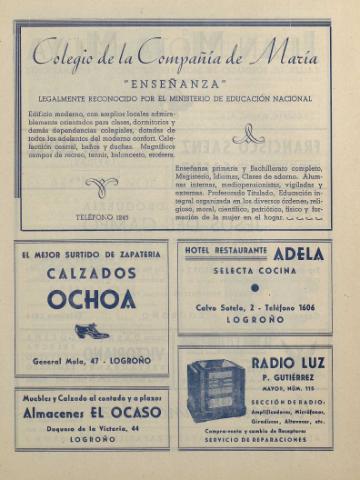 Colegio de la Compañía de María
"ENSEÑANZA"
LEGALMENTE RECONOCIDO POR EL MINISTERIO DE EDUCACIÓN NACIONAL
Edificio moderno, con amplios locales admira-
blemente orientados para clases, dormitorios y
demás dependencias colegiales, dotadas de
todos los adelantos del moderno confort. Cale-
facción central, baños y duchas. Magníficos
campos de recreo, tennis, baloncesto, etcétera.
TELÉFONO 1245
Enseñanza primaria y Bachillerato completo,
Magisterio, Idiomas, Clases de adorno. Alum-
nas internas, mediopensionistas, vigiladas y
externas. Profesorado Titulado. Educación in-
tegral organizada en los diversos órdenes; reli-
gioso, moral, científico, patriótico, físico y for-
mación de la mujer en el hogar.
EL MEJOR SURTIDO DE ZAPATERIA
CALZADOS
OCHOA
General Mola, 47 - LOGROÑO
HOTEL RESTAURANTE ADELA
SELECTA COCINA
Calvo Sotelo, 2 - Teléfono 1606
LOGROÑO
Muebles y Calzado al contado y a plazos
Almacenes EL OCASO
Duquesa de la Victoria, 44
LOGROÑO
RADIO LUZ
P. GUTIÉRREZ
MAYOR, NÚM. 115
SECCIÓN DE RADIO:
Amplificadores, Micrófonos,
Giradiscos, Altavoces, etc.
Compra-venta y cambio de Receptores
SERVICIO DE REPARACIONES